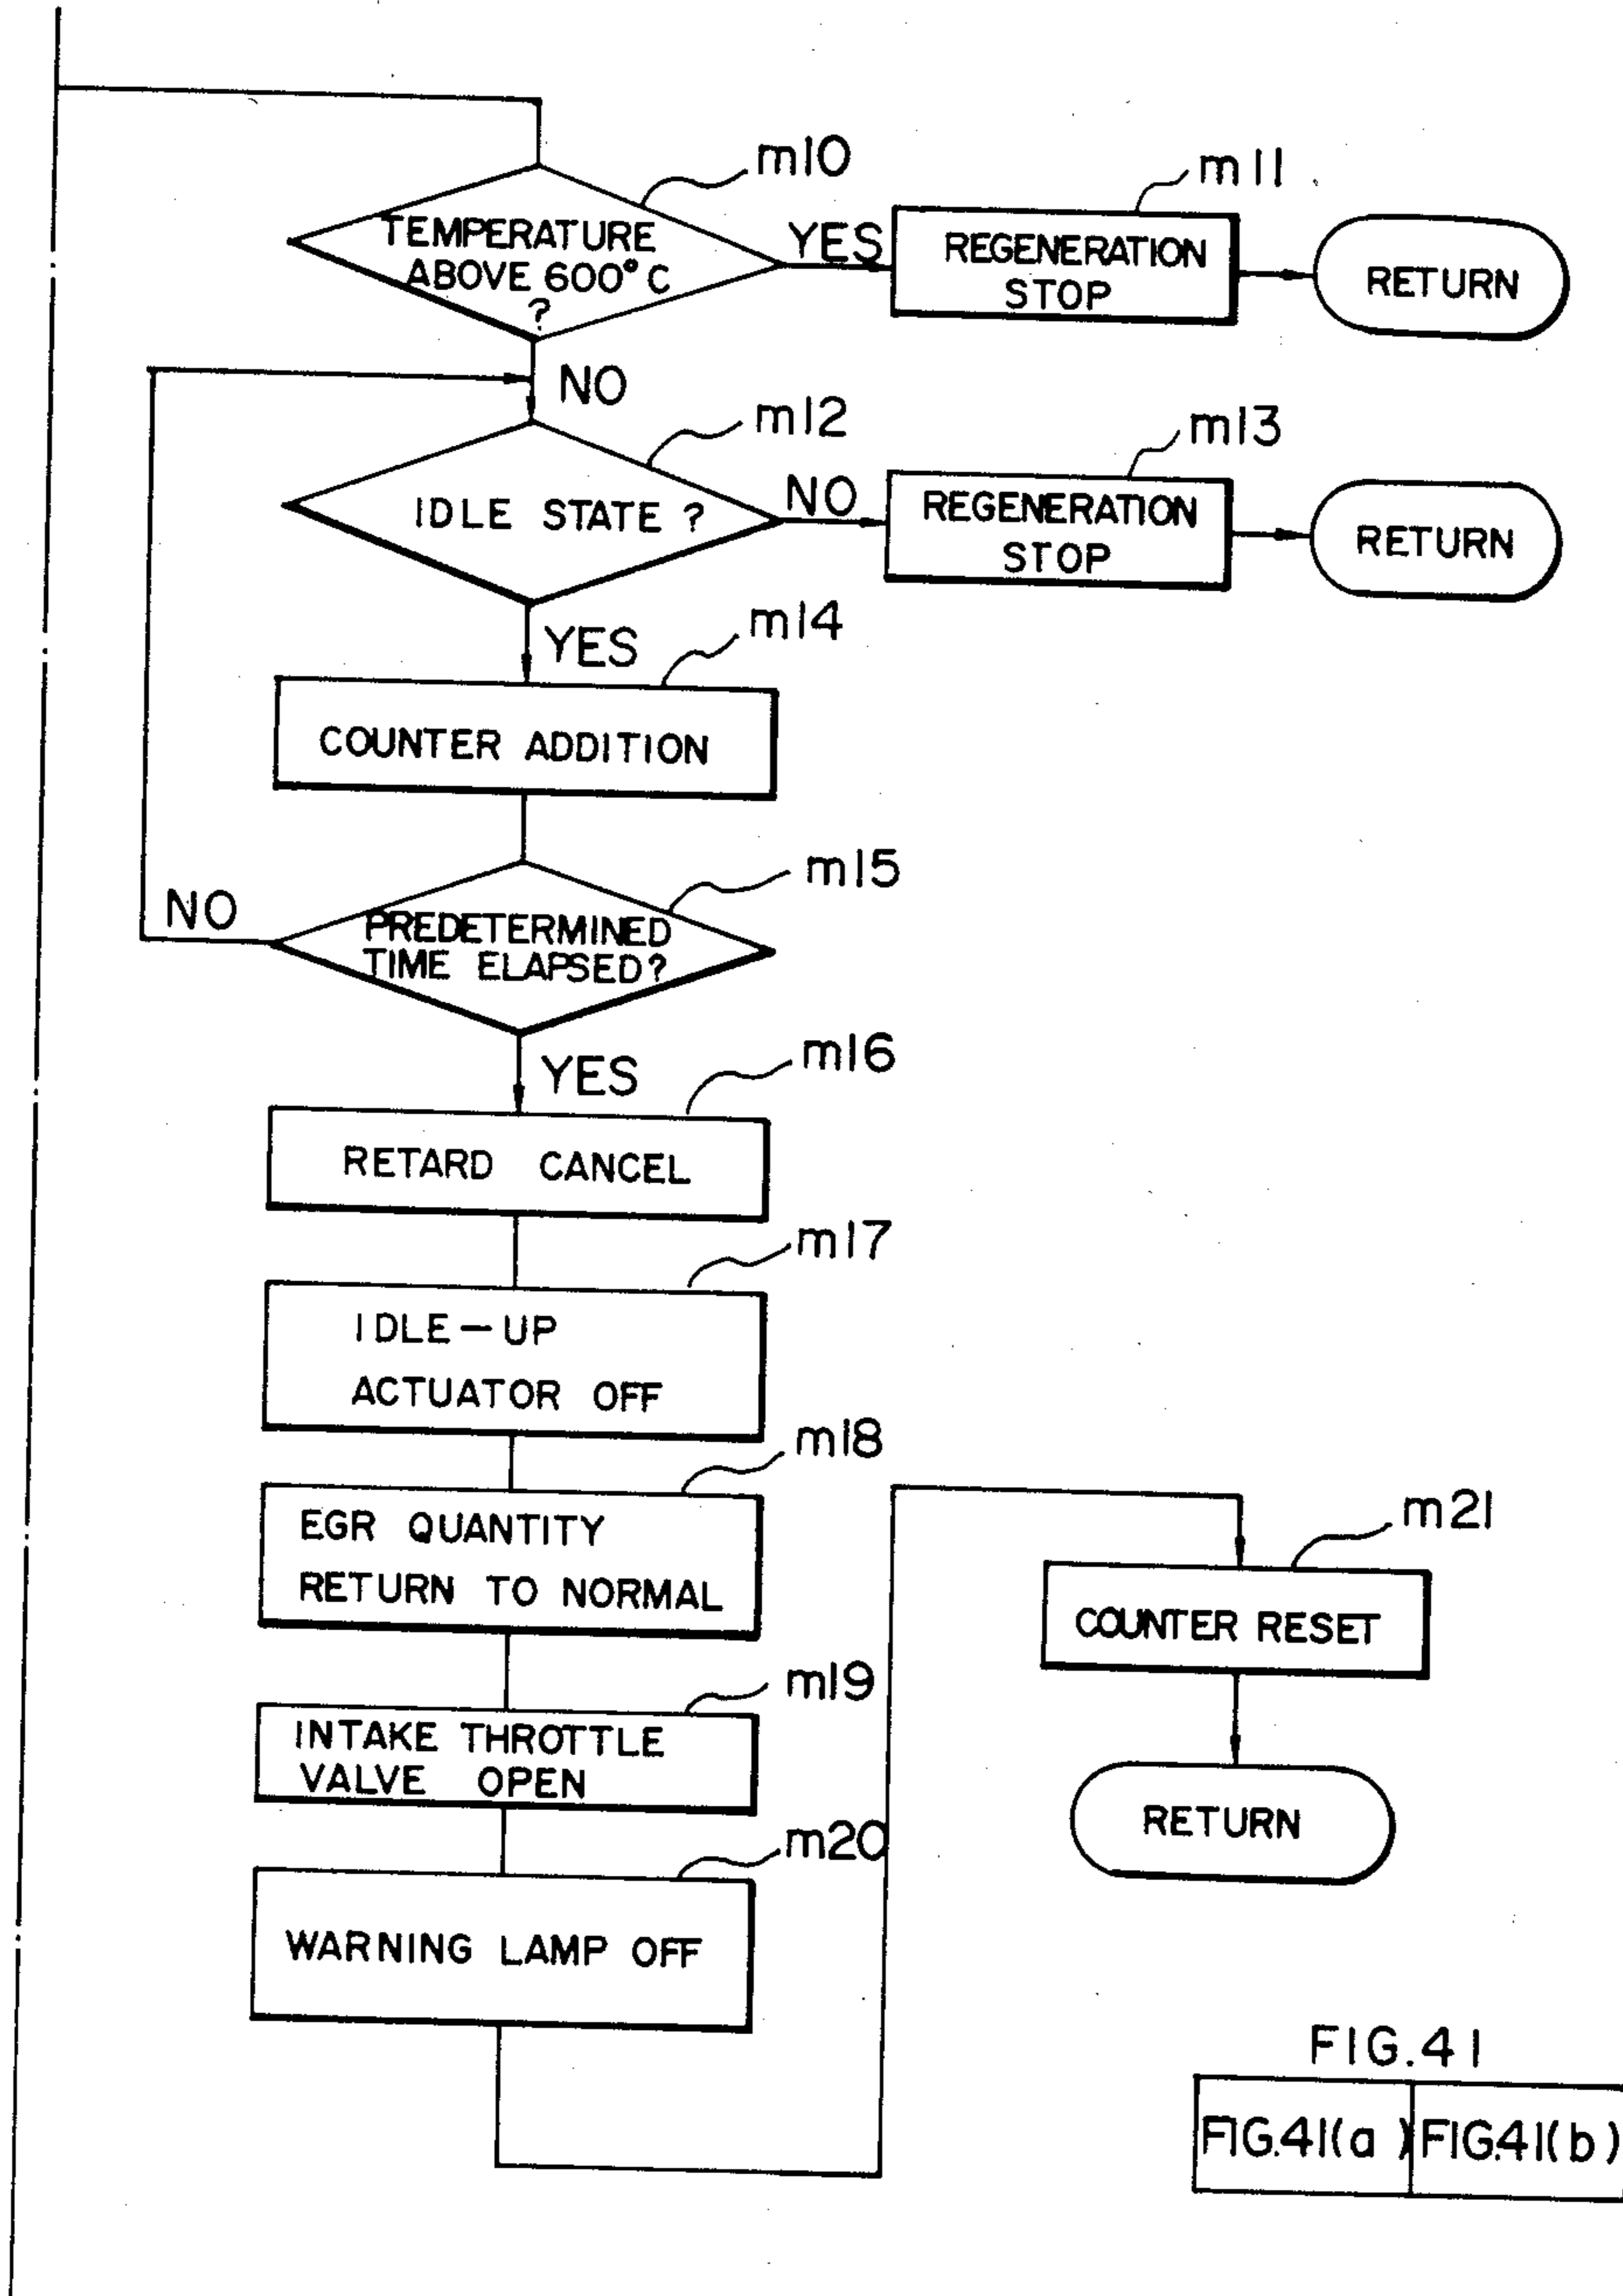 m10
TEMPERATURE
ABOVE 600°C
?
YES
m11
REGENERATION
STOP
RETURN
NO
m12
IDLE STATE ?
NO
m13
REGENERATION
STOP
RETURN
YES
m14
COUNTER ADDITION
m15
PREDETERMINED
TIME ELAPSED?
NO
YES
m16
RETARD CANCEL
m17
IDLE-UP
ACTUATOR OFF
m18
EGR QUANTITY
RETURN TO NORMAL
m19
INTAKE THROTTLE
VALVE OPEN
m20
WARNING LAMP OFF
m21
COUNTER RESET
RETURN
FIG.41
FIG.41(a) FIG.41(b)